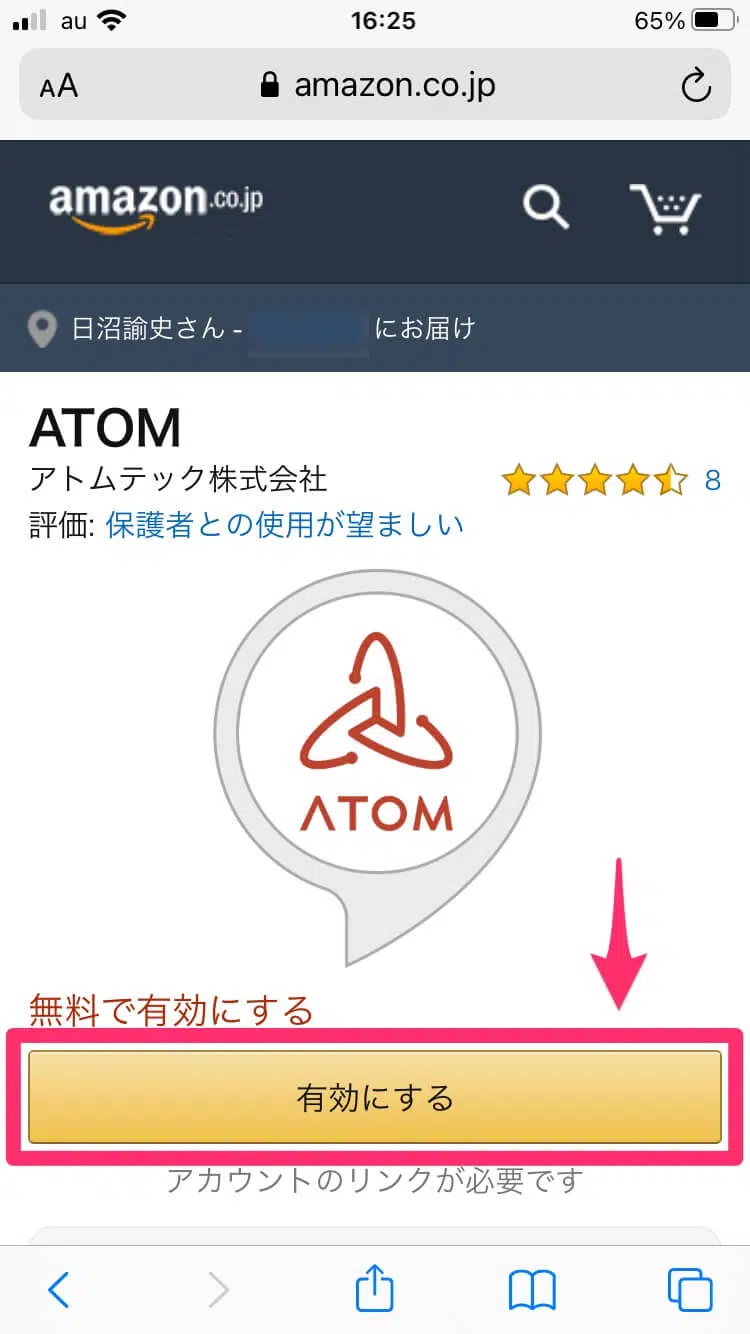 au 16:25 65%
AA amazon.co.jp
amazon.co.jp
日沼諭史さん - にお届け
ATOM
アトムテック株式会社 8
評価: 保護者との使用が望ましい
ATOM
無料で有効にする
有効にする
アカウントのリンクが必要です